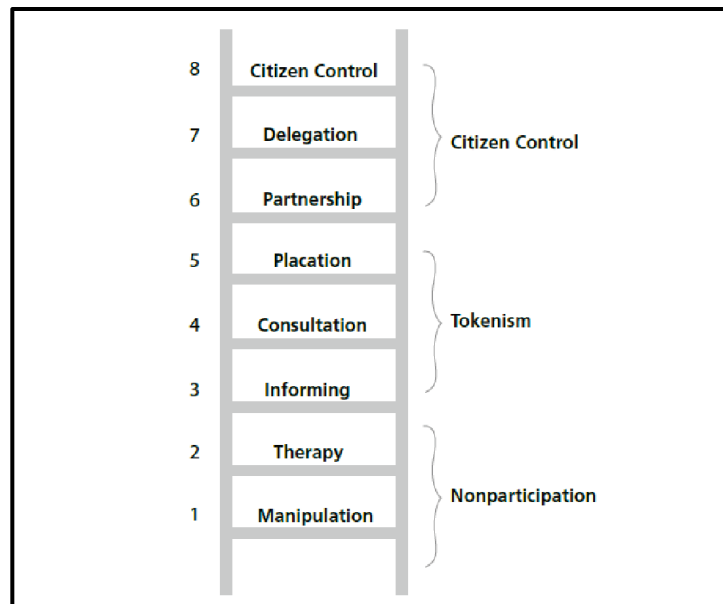 8 Citizen Control
7 Delegation
Citizen Control
6 Partnership
5 Placation
4 Consultation
Tokenism
3 Informing
2 Therapy
Nonparticipation
1 Manipulation